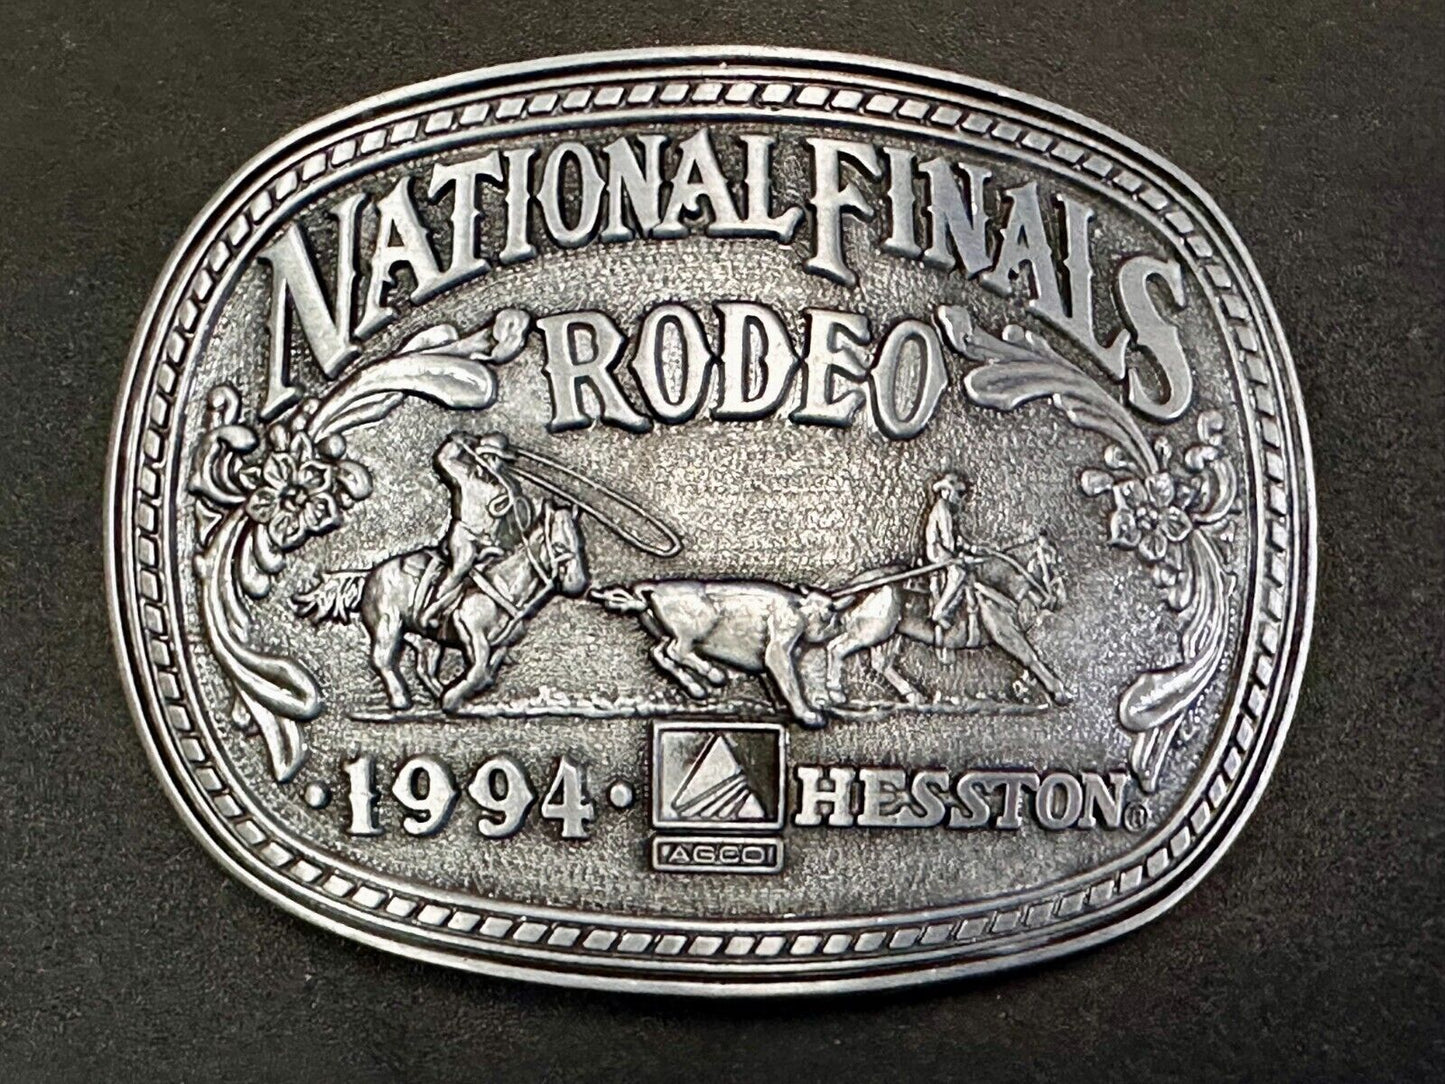 NATIONAL FINALS
RODEO
·1994· HESSTON®
AGCO